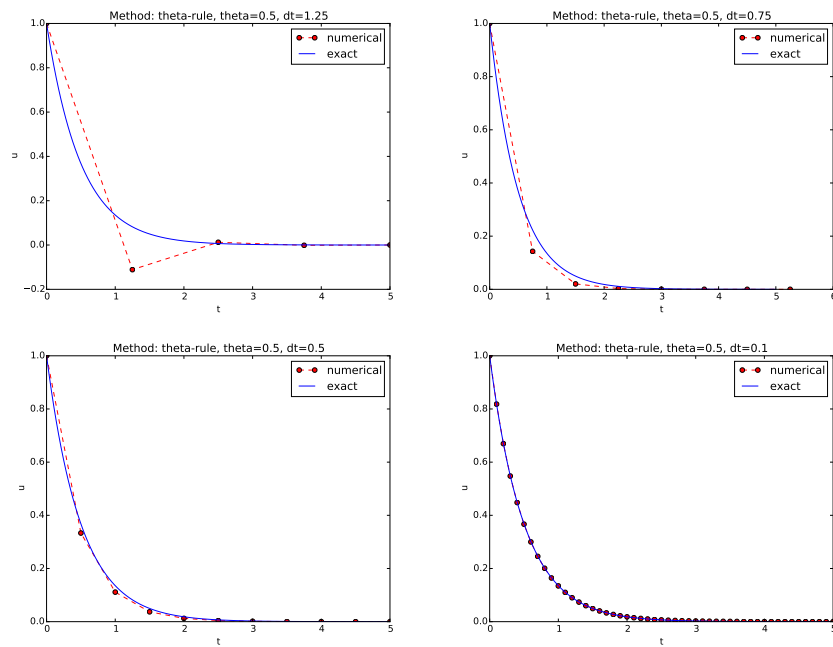 Method: theta-rule, theta=0.5, dt=1.25
1.0
0.8
0.6
0.4
0.2
0.0
−0.2
u
0 1 2 3 4 5
t
numerical
exact
Method: theta-rule, theta=0.5, dt=0.75
1.0
0.8
0.6
0.4
0.2
0.0
u
0 1 2 3 4 5 6
t
numerical
exact
Method: theta-rule, theta=0.5, dt=0.5
1.0
0.8
0.6
0.4
0.2
0.0
u
0 1 2 3 4 5
t
numerical
exact
Method: theta-rule, theta=0.5, dt=0.1
1.0
0.8
0.6
0.4
0.2
0.0
u
0 1 2 3 4 5
t
numerical
exact